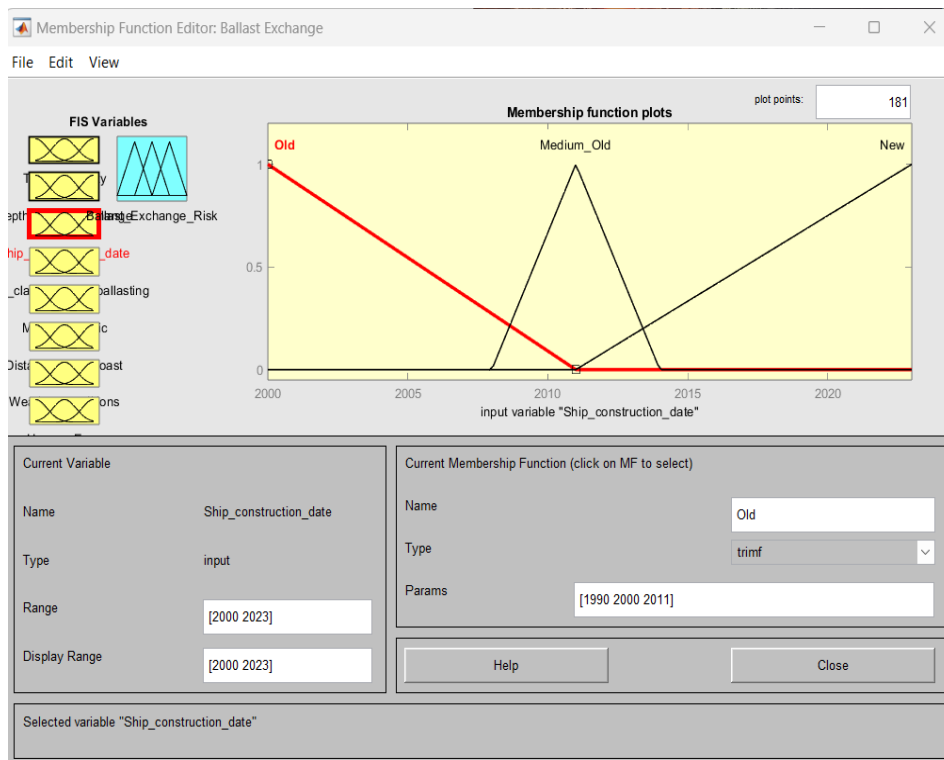 Membership Function Editor: Ballast Exchange
File Edit View
FIS Variables
Ballast_Exchange_Risk
_date
ballasting
plot points: 181
Membership function plots
Old Medium_Old New
1
0.5
0
2000 2005 2010 2015 2020
input variable "Ship_construction_date"
Current Variable
Name Ship_construction_date
Type input
Range [2000 2023]
Display Range [2000 2023]
Current Membership Function (click on MF to select)
Name Old
Type trimf
Params [1990 2000 2011]
Help Close
Selected variable "Ship_construction_date"